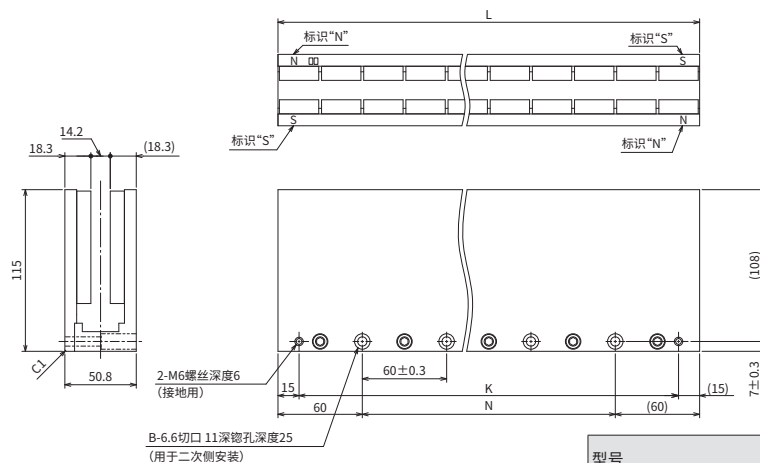 L
标识“N”
标识“S”
N
S
S
N
标识“S”
标识“N”
14.2
18.3
(18.3)
115
(108)
C1
50.8
2-M6螺丝深度6
（接地用）
15
60±0.3
K
(15)
7±0.3
60
N
(60)
B-6.6切口 11深锪孔深度25
（用于二次侧安装）
型号